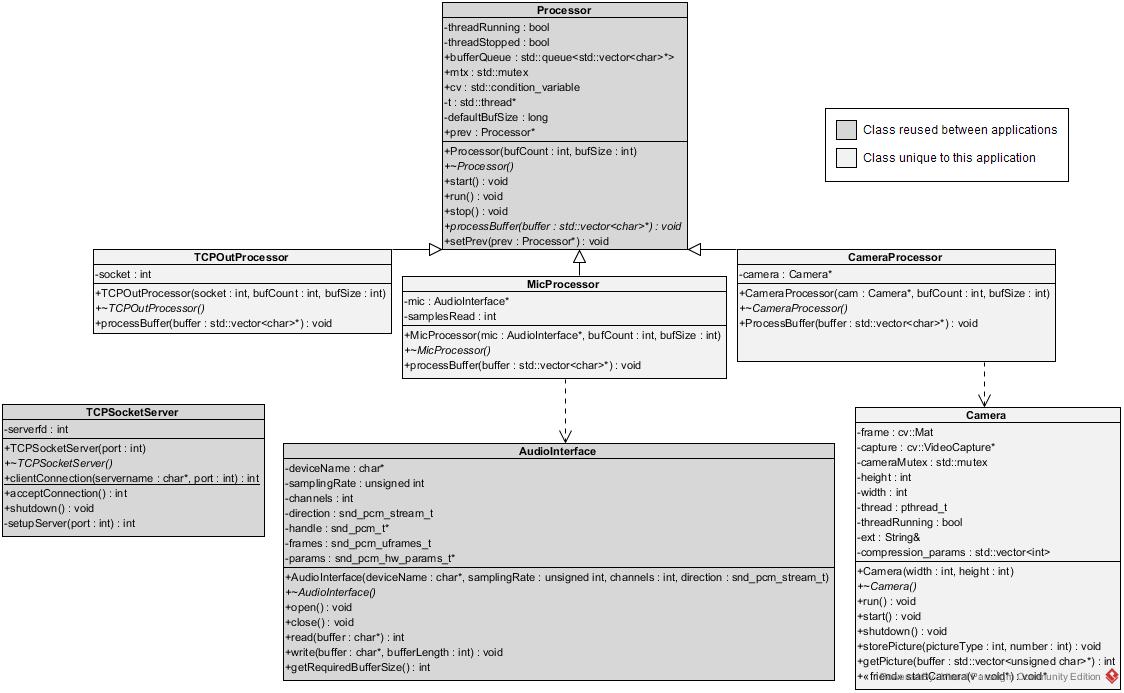 Processor
-threadRunning : bool
-threadStopped : bool
+bufferQueue : std::queue<std::vector<char>*>
+mtx : std::mutex
+cv : std::condition_variable
-t : std::thread*
-defaultBufSize : long
+prev : Processor*
+Processor(bufCount : int, bufSize : int)
+~Processor()
+start() : void
+run() : void
+stop() : void
+processBuffer(buffer : std::vector<char>*) : void
+setPrev(prev : Processor*) : void
Class reused between applications
Class unique to this application
TCPOutProcessor
-socket : int
+TCPOutProcessor(socket : int, bufCount : int, bufSize : int)
+~TCPOutProcessor()
+processBuffer(buffer : std::vector<char>*) : void
MicProcessor
-mic : AudioInterface*
-samplesRead : int
+MicProcessor(mic : AudioInterface*, bufCount : int, bufSize : int)
+~MicProcessor()
+processBuffer(buffer : std::vector<char>*) : void
CameraProcessor
-camera : Camera*
+CameraProcessor(cam : Camera*, bufCount : int, bufSize : int)
+~CameraProcessor()
+ProcessBuffer(buffer : std::vector<char>*) : void
TCPSocketServer
-serverfd : int
+TCPSocketServer(port : int)
+~TCPSocketServer()
+clientConnection(servername : char*, port : int) : int
+acceptConnection() : int
+shutdown() : void
-setupServer(port : int) : int
AudioInterface
-deviceName : char*
-samplingRate : unsigned int
-channels : int
-direction : snd_pcm_stream_t
-handle : snd_pcm_t*
-frames : snd_pcm_uframes_t
-params : snd_pcm_hw_params_t*
+AudioInterface(deviceName : char*, samplingRate : unsigned int, channels : int, direction : snd_pcm_stream_t)
+~AudioInterface()
+open() : void
+close() : void
+read(buffer : char*) : int
+write(buffer : char*, bufferLength : int) : void
+getRequiredBufferSize() : int
Camera
-frame : cv::Mat
-capture : cv::VideoCapture*
-cameraMutex : std::mutex
-height : int
-width : int
-thread : pthread_t
-threadRunning : bool
-ext : String&
-compression_params : std::vector<int>
+Camera(width : int, height : int)
+~Camera()
+run() : void
+start() : void
+shutdown() : void
+storePicture(pictureType : int, number : int) : void
+getPicture(buffer : std::vector<unsigned char>*) : int
startCamera( void*) : void* Community Edition